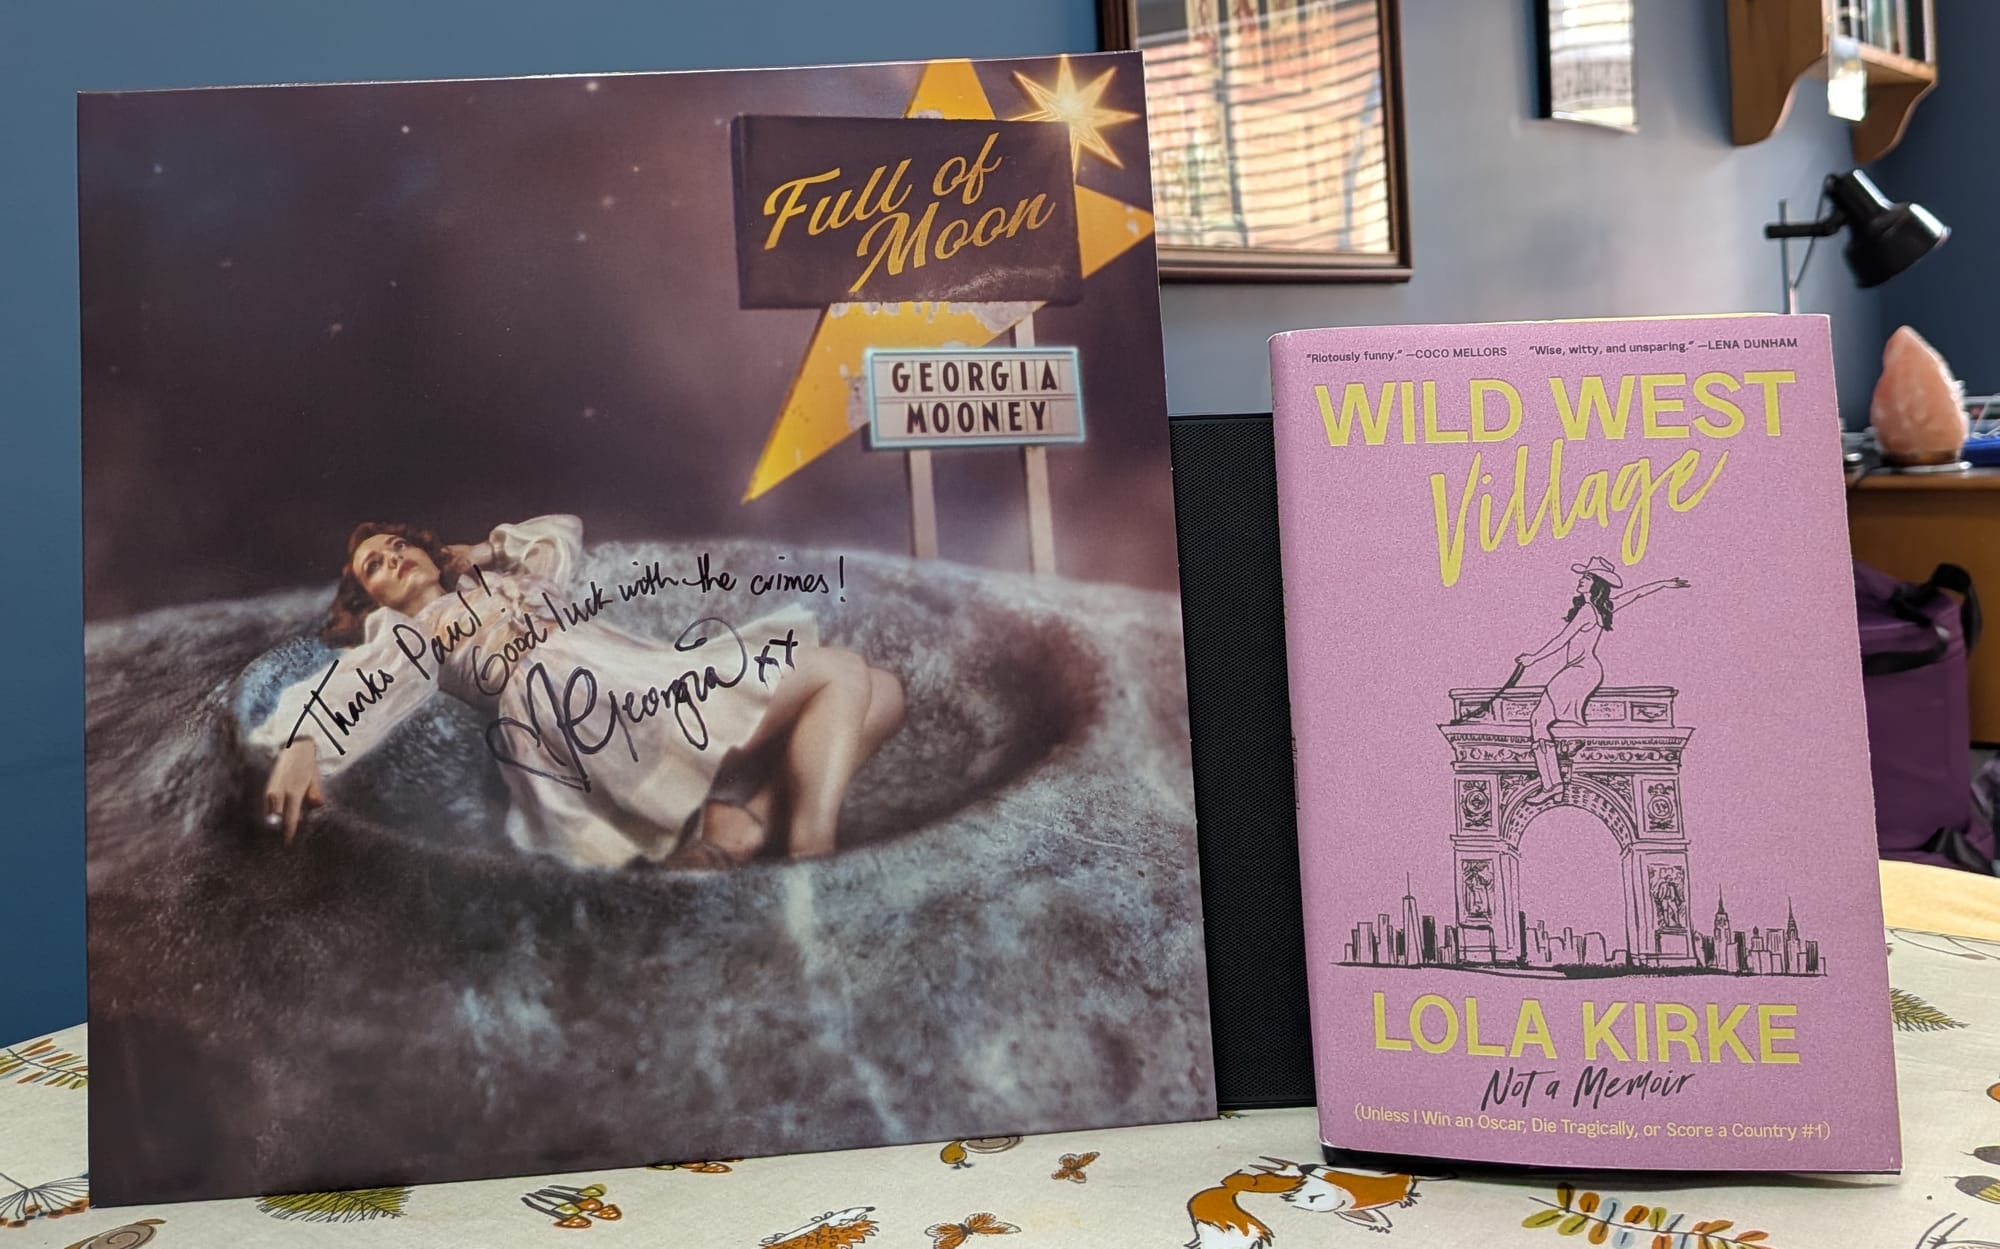 Full of
Moon
GEORGIA
MOONEY
Thanks Paul!
Good luck with the crimes!
Georgia xx
"Riotously funny." —COCO MELLORS "Wise, witty, and unsparing." —LENA DUNHAM
WILD WEST
Village
LOLA KIRKE
Not a Memoir
(Unless I Win an Oscar, Die Tragically, or Score a Country #1)